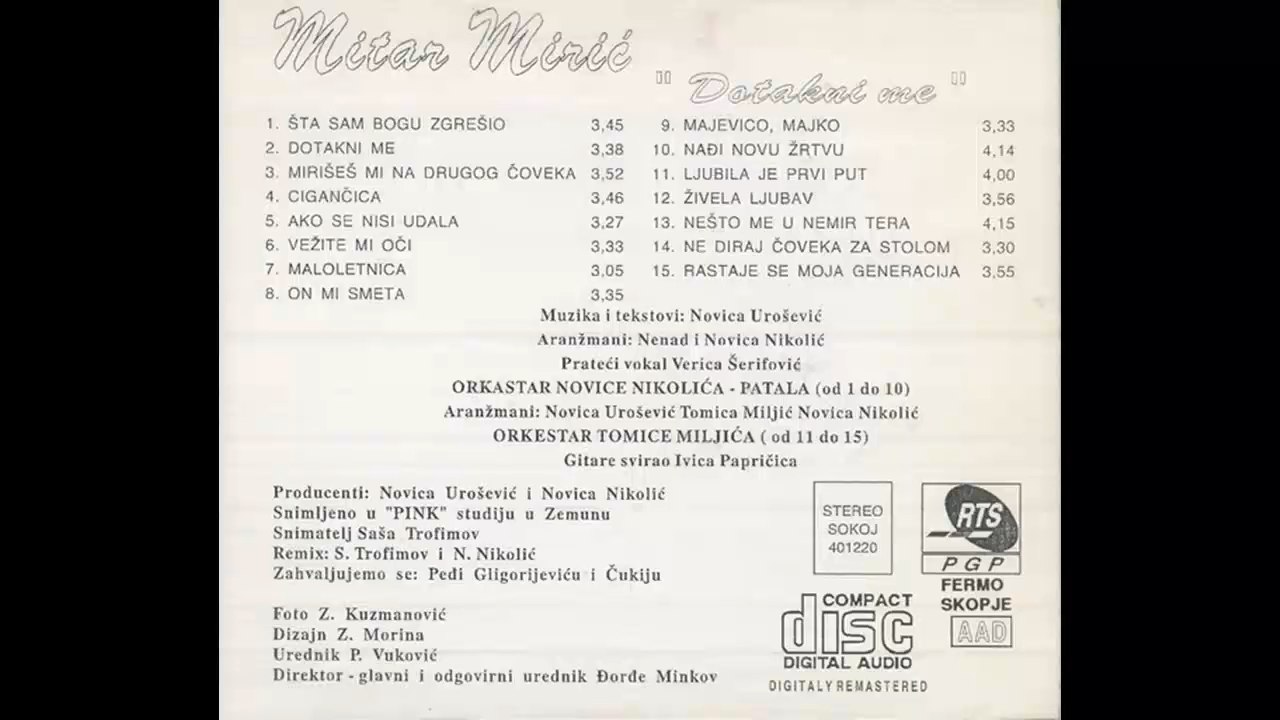 Mitar Mirić
" Dotakni me "
1. ŠTA SAM BOGU ZGREŠIO 3,45
2. DOTAKNI ME 3,38
3. MIRIŠEŠ MI NA DRUGOG ČOVEKA 3,52
4. CIGANČICA 3,46
5. AKO SE NISI UDALA 3,27
6. VEŽITE MI OČI 3,33
7. MALOLETNICA 3,05
8. ON MI SMETA 3,35
9. MAJEVICO, MAJKO 3,33
10. NAĐI NOVU ŽRTVU 4,14
11. LJUBILA JE PRVI PUT 4,00
12. ŽIVELA LJUBAV 3,56
13. NEŠTO ME U NEMIR TERA 4,15
14. NE DIRAJ ČOVEKA ZA STOLOM 3,30
15. RASTAJE SE MOJA GENERACIJA 3,55
Muzika i tekstovi: Novica Urošević
Aranžmani: Nenad i Novica Nikolić
Prateći vokal Verica Šerifović
ORKASTAR NOVICE NIKOLIĆA - PATALA (od 1 do 10)
Aranžmani: Novica Urošević Tomica Miljić Novica Nikolić
ORKESTAR TOMICE MILJIĆA ( od 11 do 15)
Gitare svirao Ivica Papričica
Producenti: Novica Urošević i Novica Nikolić
Snimljeno u "PINK" studiju u Zemunu
Snimatelj Saša Trofimov
Remix: S. Trofimov i N. Nikolić
Zahvaljujemo se: Peđi Gligorijeviću i Čukiju
Foto Z. Kuzmanović
Dizajn Z. Morina
Urednik P. Vuković
Direktor - glavni i odgovirni urednik Đorđe Minkov
STEREO
SOKOJ
401220
RTS
PGP
FERMO
SKOPJE
AAD
COMPACT
disc
DIGITAL AUDIO
DIGITALY REMASTERED